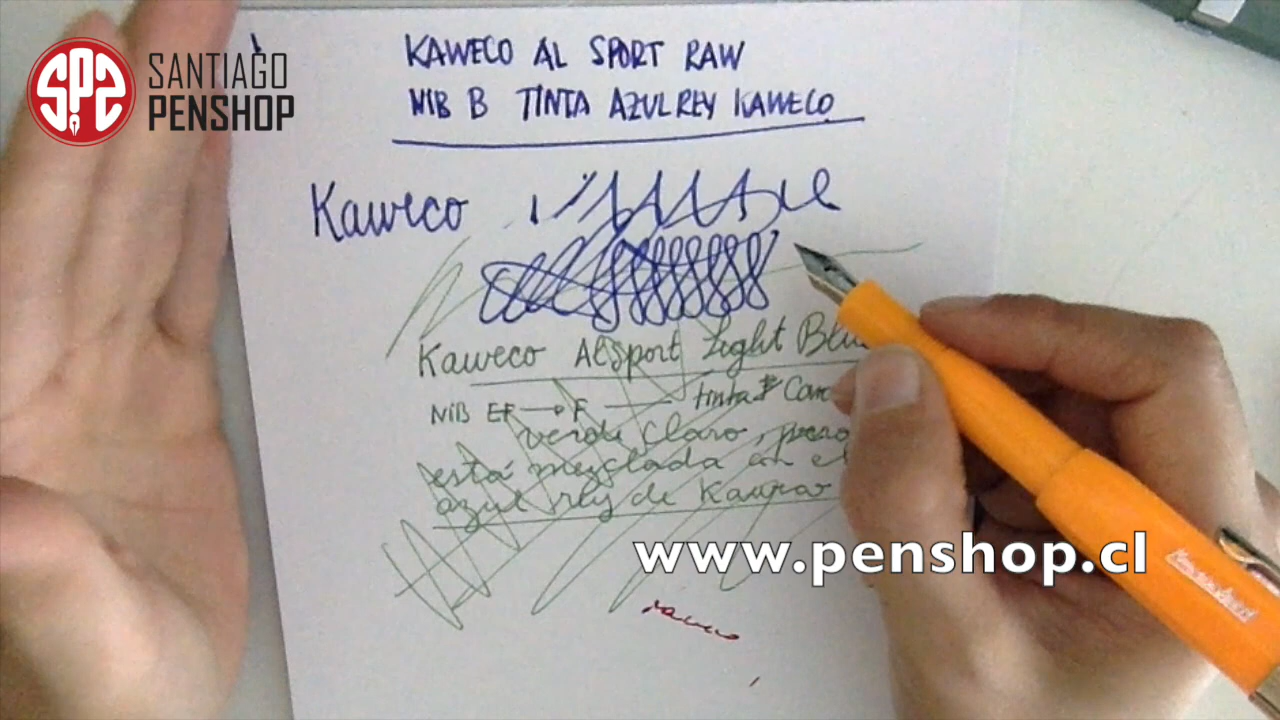 SANTIAGO
PENSHOP
KAWECO AL SPORT RAW
NIB B TINTA AZUL REY KAWECO
Kaweco
Kaweco AlSport Light Blue
NIB EF → F — tinta
verde claro, pero
está mezclada con el
azul rey de Kaweco
www.penshop.cl